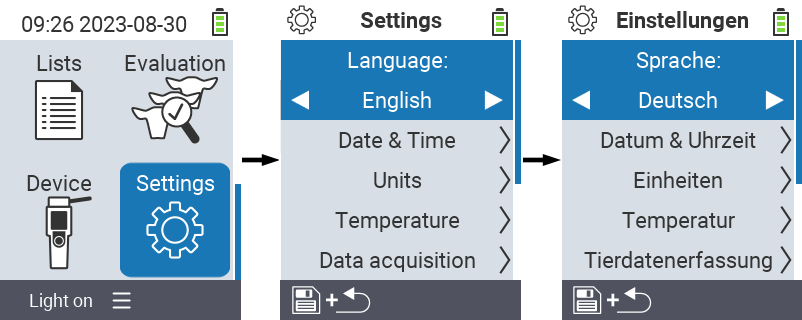 09:26 2023-08-30
Lists Evaluation
Device Settings
Light on
Settings
Language:
English
Date & Time
Units
Temperature
Data acquisition
+
Einstellungen
Sprache:
Deutsch
Datum & Uhrzeit
Einheiten
Temperatur
Tierdatenerfassung
+